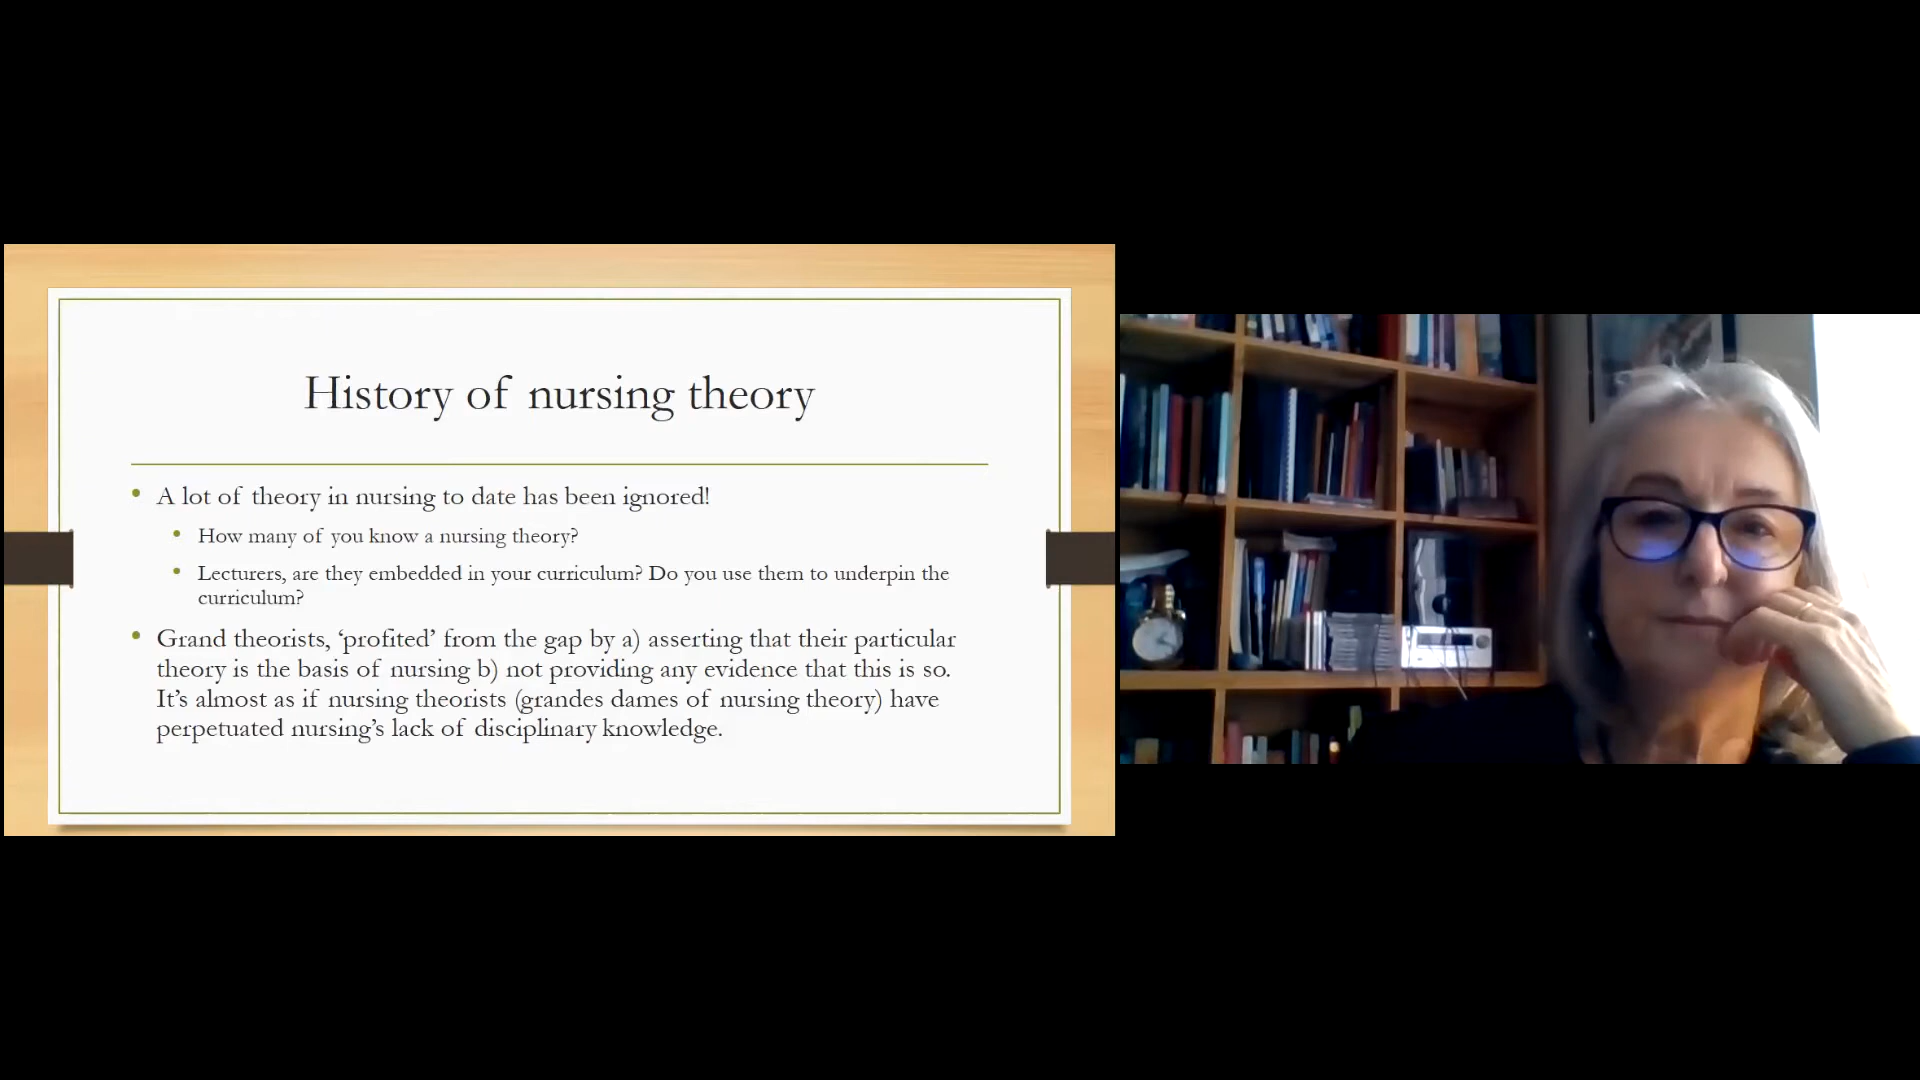 History of nursing theory
A lot of theory in nursing to date has been ignored!
How many of you know a nursing theory?
Lecturers, are they embedded in your curriculum? Do you use them to underpin the
curriculum?
Grand theorists, ‘profited’ from the gap by a) asserting that their particular
theory is the basis of nursing b) not providing any evidence that this is so.
It’s almost as if nursing theorists (grandes dames of nursing theory) have
perpetuated nursing’s lack of disciplinary knowledge.